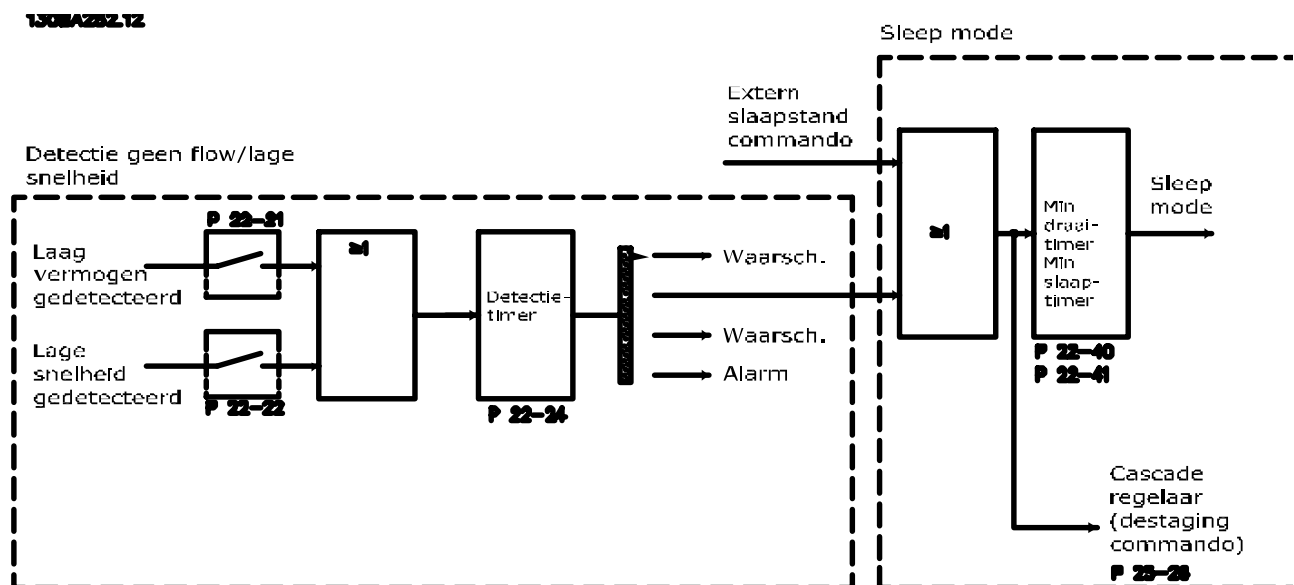 130BA252.12
Sleep mode
Extern
slaapstand
commando
Detectie geen flow/lage
snelheid
P 22-21
Laag
vermogen
gedetecteerd
≥1
Detectie-
timer
Waarsch.
Waarsch.
Alarm
Lage
snelheid
gedetecteerd
P 22-22
P 22-24
≥1
Min
draai-
timer
Min
slaap-
timer
Sleep
mode
P 22-40
P 22-41
Cascade
regelaar
(destaging
commando)
P 25-26